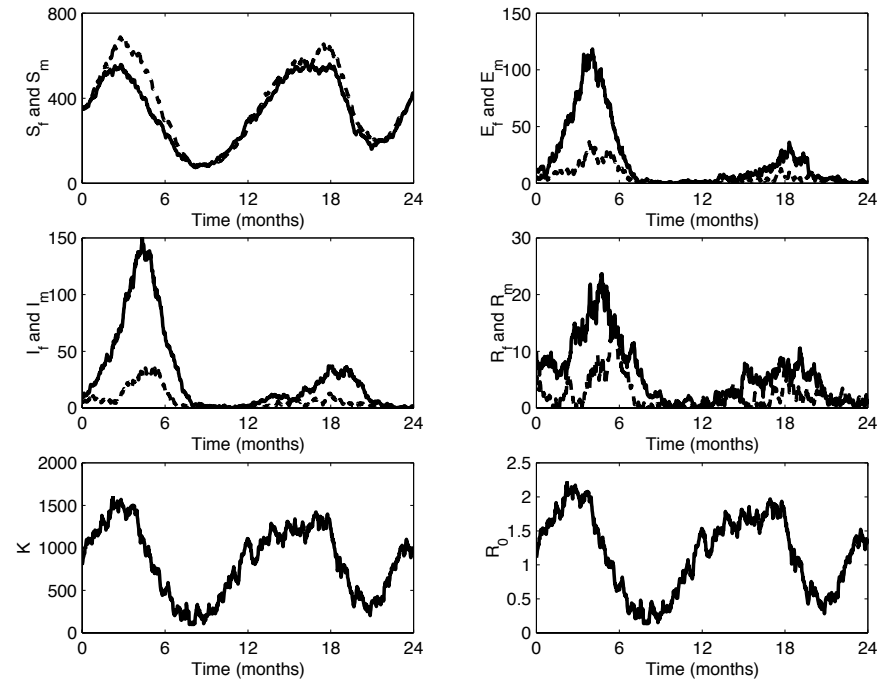 800
400
0
S_f and S_m
0 6 12 18 24
Time (months)
150
100
50
0
E_f and E_m
0 6 12 18 24
Time (months)
150
100
50
0
I_f and I_m
0 6 12 18 24
Time (months)
30
20
10
0
R_f and R_m
0 6 12 18 24
Time (months)
2000
1500
1000
500
0
K
0 6 12 18 24
Time (months)
2.5
2
1.5
1
0.5
0
R_0
0 6 12 18 24
Time (months)